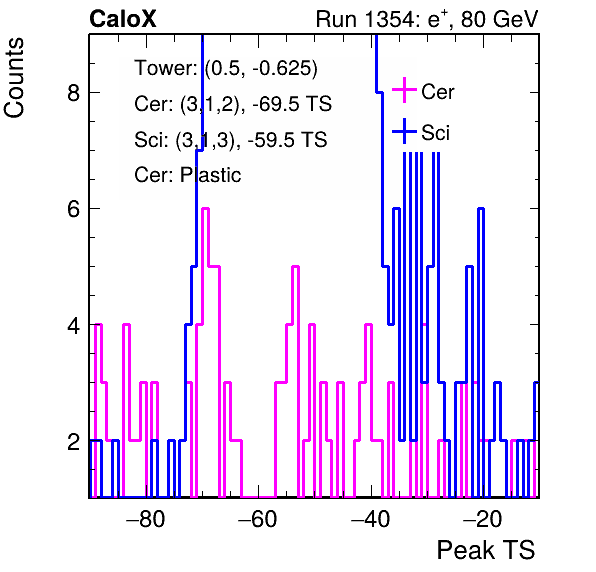 CaloX Run 1354: e⁺, 80 GeV
Counts
Tower: (0.5, -0.625)
Cer: (3,1,2), -69.5 TS
Sci: (3,1,3), -59.5 TS
Cer: Plastic
Cer
Sci
8
6
4
2
−80 −60 −40 −20
Peak TS